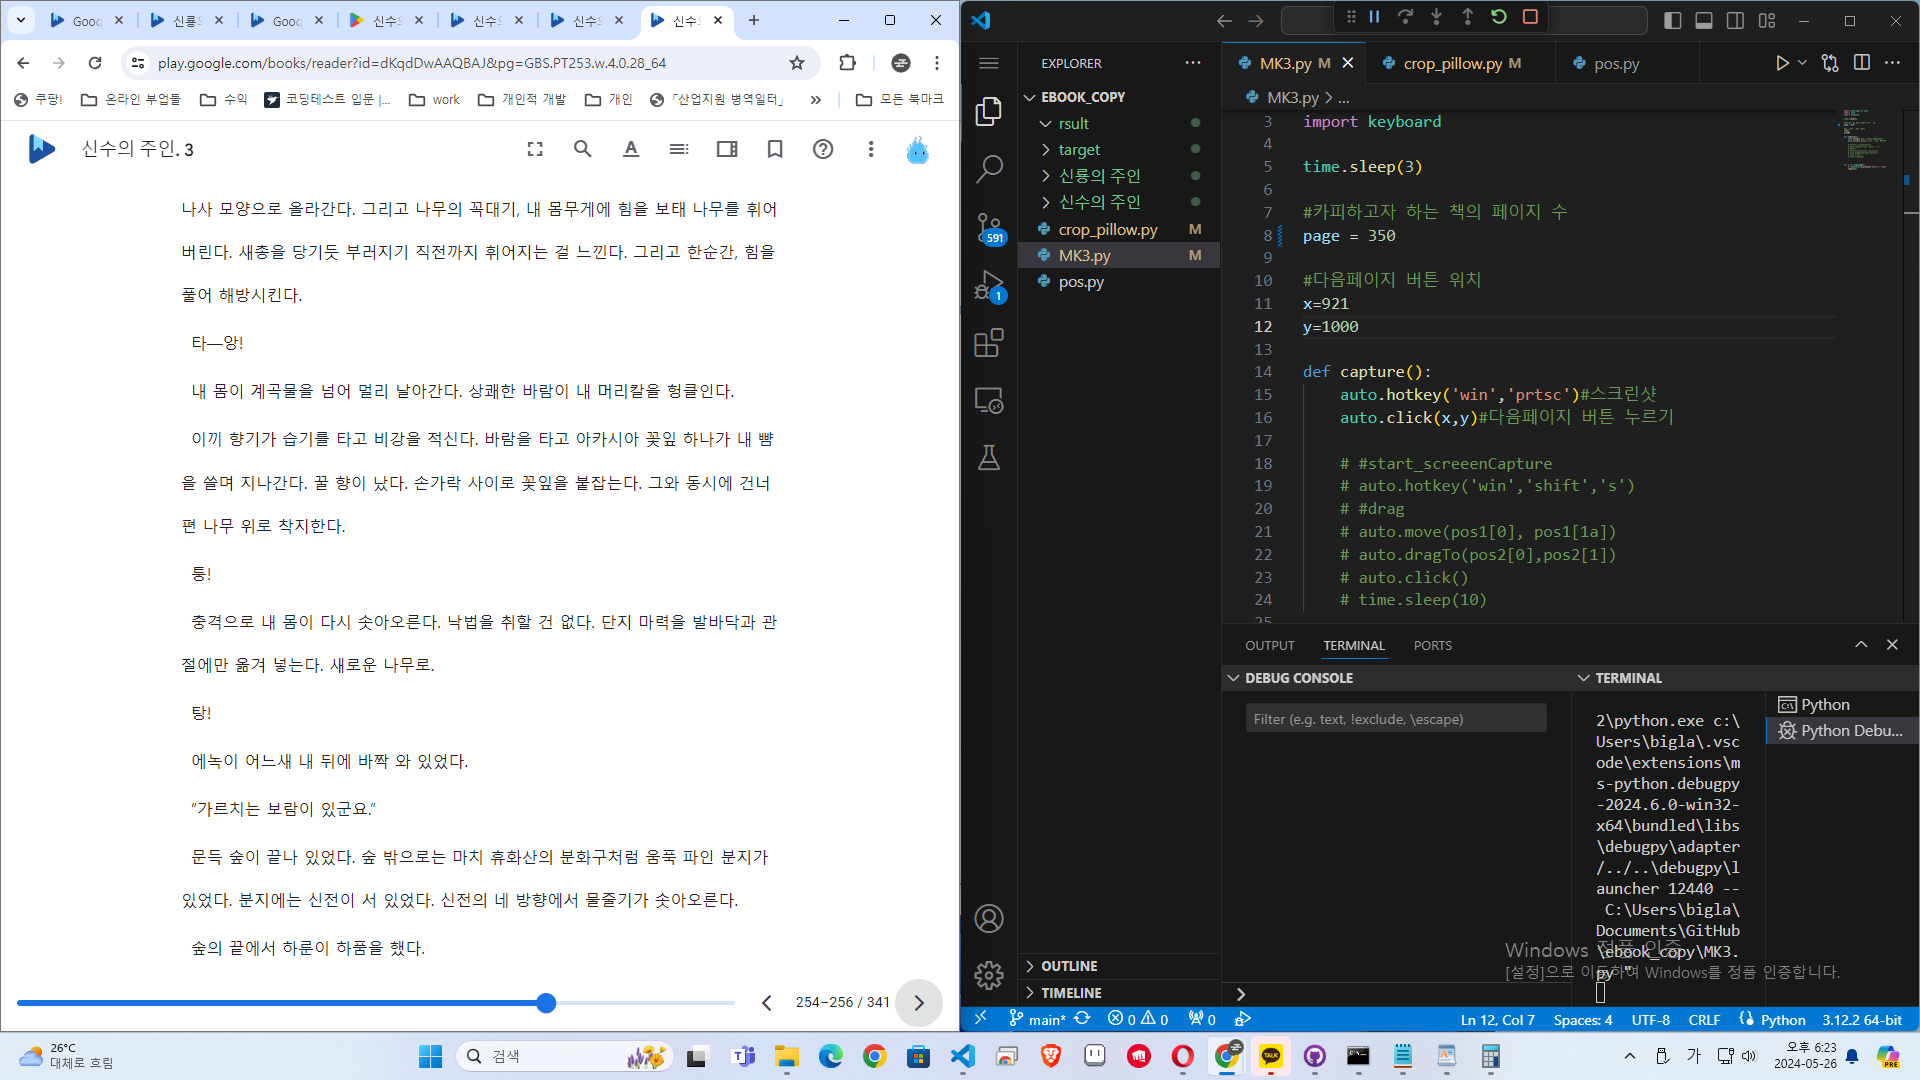 Goog
신룡의
Goog
신수의
신수의
신수의
신수의
play.google.com/books/reader?id=dKqdDwAAQBAJ&pg=GBS.PT253.w.4.0.28_64
쿠팡!
온라인 부업들
수익
코딩테스트 입문 |...
work
개인적 개발
개인
「산업지원 병역일터」
모든 북마크
신수의 주인. 3
나사 모양으로 올라간다. 그리고 나무의 꼭대기, 내 몸무게에 힘을 보태 나무를 휘어
버린다. 새총을 당기듯 부러지기 직전까지 휘어지는 걸 느낀다. 그리고 한순간, 힘을
풀어 해방시킨다.
타—앙!
내 몸이 계곡물을 넘어 멀리 날아간다. 상쾌한 바람이 내 머리칼을 헝클인다.
이끼 향기가 습기를 타고 비강을 적신다. 바람을 타고 아카시아 꽃잎 하나가 내 뺨
을 쓸며 지나간다. 꿀 향이 났다. 손가락 사이로 꽃잎을 붙잡는다. 그와 동시에 건너
편 나무 위로 착지한다.
퉁!
충격으로 내 몸이 다시 솟아오른다. 낙법을 취할 건 없다. 단지 마력을 발바닥과 관
절에만 옮겨 넣는다. 새로운 나무로.
탕!
에녹이 어느새 내 뒤에 바짝 와 있었다.
“가르치는 보람이 있군요.”
문득 숲이 끝나 있었다. 숲 밖으로는 마치 휴화산의 분화구처럼 움푹 파인 분지가
있었다. 분지에는 신전이 서 있었다. 신전의 네 방향에서 물줄기가 솟아오른다.
숲의 끝에서 하룬이 하품을 했다.
254–256 / 341
EXPLORER
EBOOK_COPY
rsult
target
신룡의 주인
신수의 주인
crop_pillow.py M
MK3.py M
pos.py
OUTLINE
TIMELINE
591
1
MK3.py M
crop_pillow.py M
pos.py
MK3.py > ...
3 import keyboard
4
5 time.sleep(3)
6
7 #카피하고자 하는 책의 페이지 수
8 page = 350
9
10 #다음페이지 버튼 위치
11 x=921
12 y=1000
13
14 def capture():
15 auto.hotkey('win','prtsc')#스크린샷
16 auto.click(x,y)#다음페이지 버튼 누르기
17
18 # #start_screeenCapture
19 # auto.hotkey('win','shift','s')
20 # #drag
21 # auto.move(pos1[0], pos1[1a])
22 # auto.dragTo(pos2[0],pos2[1])
23 # auto.click()
24 # time.sleep(10)
25
OUTPUT
TERMINAL
PORTS
DEBUG CONSOLE
Filter (e.g. text, !exclude, \escape)
TERMINAL
2\python.exe c:\
Users\bigla\.vsc
ode\extensions\m
s-python.debugpy
-2024.6.0-win32-
x64\bundled\libs
\debugpy\adapter
/../..\debugpy\l
auncher 12440 --
C:\Users\bigla\
Documents\GitHub
\ebook_copy\MK3.
py "
Python
Python Debu...
Windows 정품 인증
[설정]으로 이동하여 Windows를 정품 인증합니다.
main*
0
0
0
Ln 12, Col 7
Spaces: 4
UTF-8
CRLF
Python
3.12.2 64-bit
26°C
대체로 흐림
검색
TALK
가
오후 6:23
2024-05-26
PRE